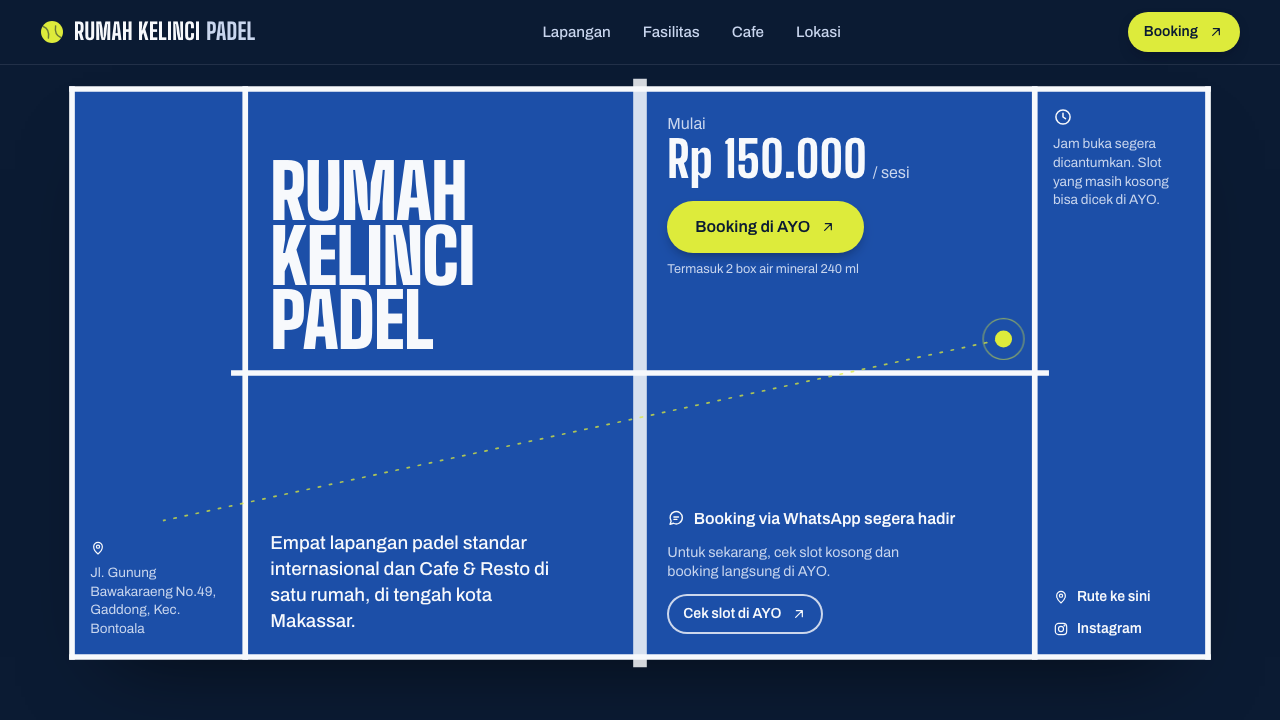 RUMAH KELINCI PADEL
Lapangan
Fasilitas
Cafe
Lokasi
Booking
RUMAH
KELINCI
PADEL
Mulai
Rp 150.000 / sesi
Booking di AYO
Termasuk 2 box air mineral 240 ml
Jam buka segera
dicantumkan. Slot
yang masih kosong
bisa dicek di AYO.
Jl. Gunung
Bawakaraeng No.49,
Gaddong, Kec.
Bontoala
Empat lapangan padel standar
internasional dan Cafe & Resto di
satu rumah, di tengah kota
Makassar.
Booking via WhatsApp segera hadir
Untuk sekarang, cek slot kosong dan
booking langsung di AYO.
Cek slot di AYO
Rute ke sini
Instagram